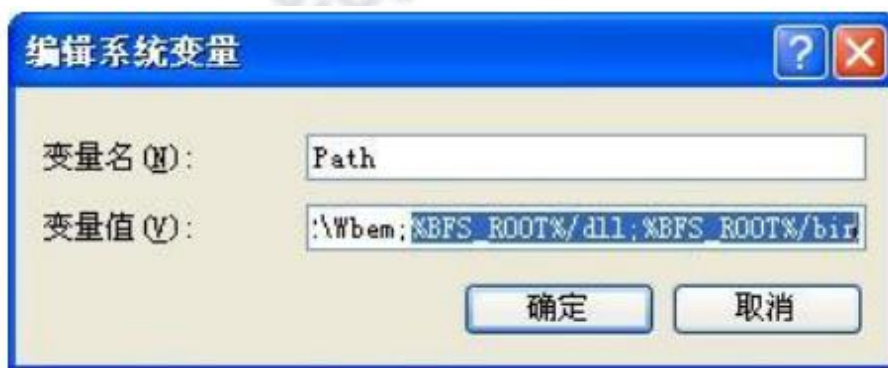 编辑系统变量
变量名(N):
Path
变量值(V):
:\Wbem;%BFS_ROOT%/dll;%BFS_ROOT%/bin
确定
取消